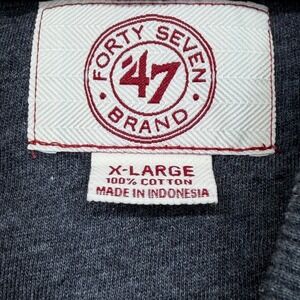 FORTY SEVEN
'47
BRAND
X-LARGE
100% COTTON
MADE IN INDONESIA